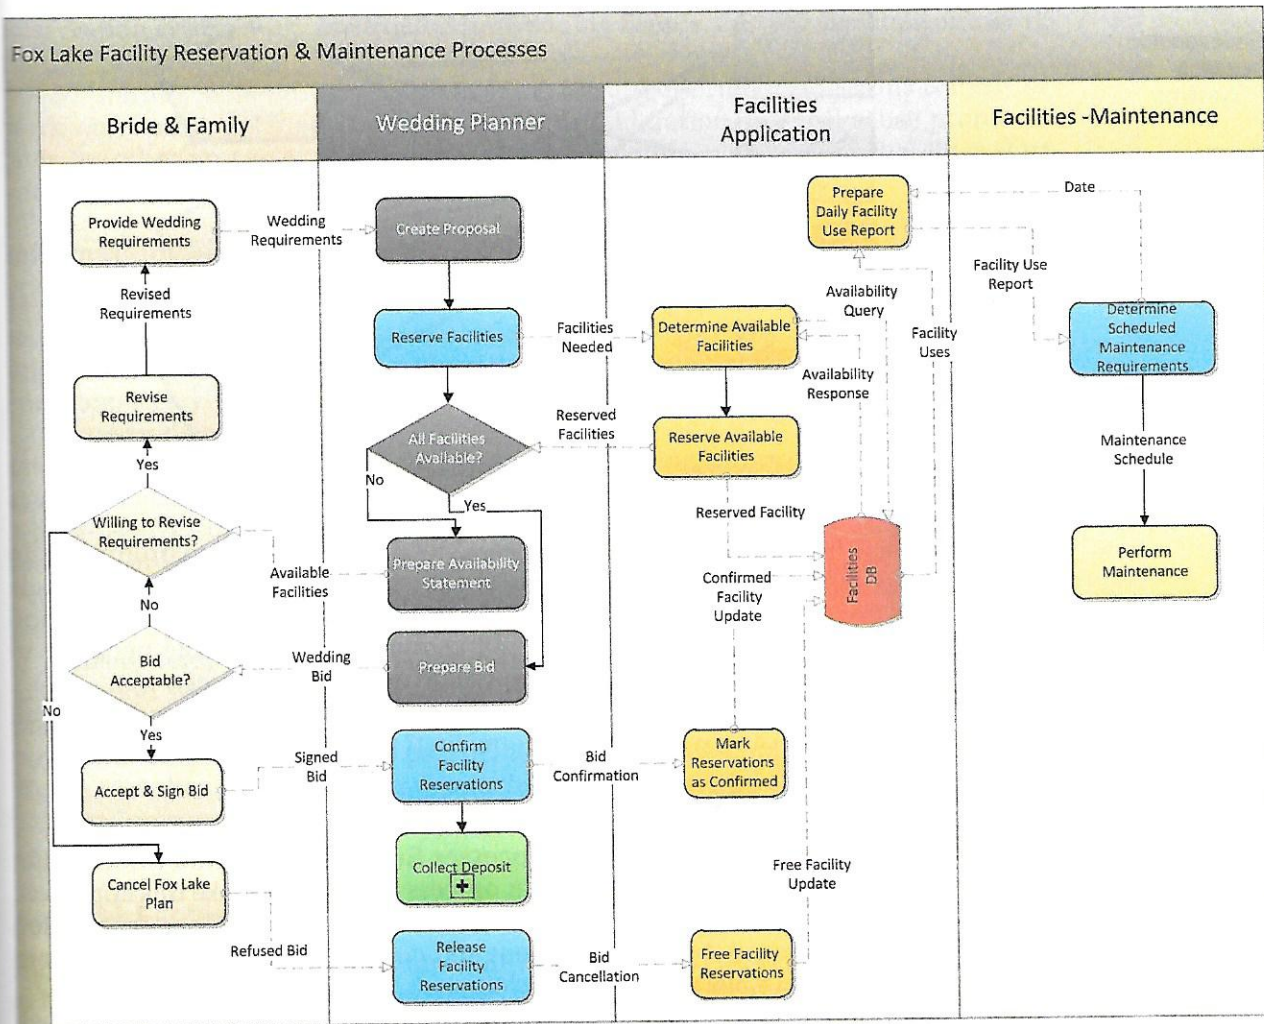 Fox Lake Facility Reservation & Maintenance Processes
Bride & Family
Wedding Planner
Facilities
Application
Facilities -Maintenance
Provide Wedding
Requirements
Wedding
Requirements
Create Proposal
Prepare
Daily Facility
Use Report
Date
Facility Use
Report
Revised
Requirements
Reserve Facilities
Facilities
Needed
Determine Available
Facilities
Availability
Query
Facility
Uses
Determine
Scheduled
Maintenance
Requirements
Availability
Response
Revise
Requirements
All Facilities
Available?
Reserved
Facilities
Reserve Available
Facilities
Maintenance
Schedule
Yes
No
Yes
Willing to Revise
Requirements?
Reserved Facility
Available
Facilities
Prepare Availability
Statement
Confirmed
Facility
Update
Facilities
DB
Perform
Maintenance
No
Bid
Acceptable?
Wedding
Bid
Prepare Bid
No
Yes
Accept & Sign Bid
Signed
Bid
Confirm
Facility
Reservations
Bid
Confirmation
Mark
Reservations
as Confirmed
Collect Deposit
Free Facility
Update
Cancel Fox Lake
Plan
Refused Bid
Release
Facility
Reservations
Bid
Cancellation
Free Facility
Reservations